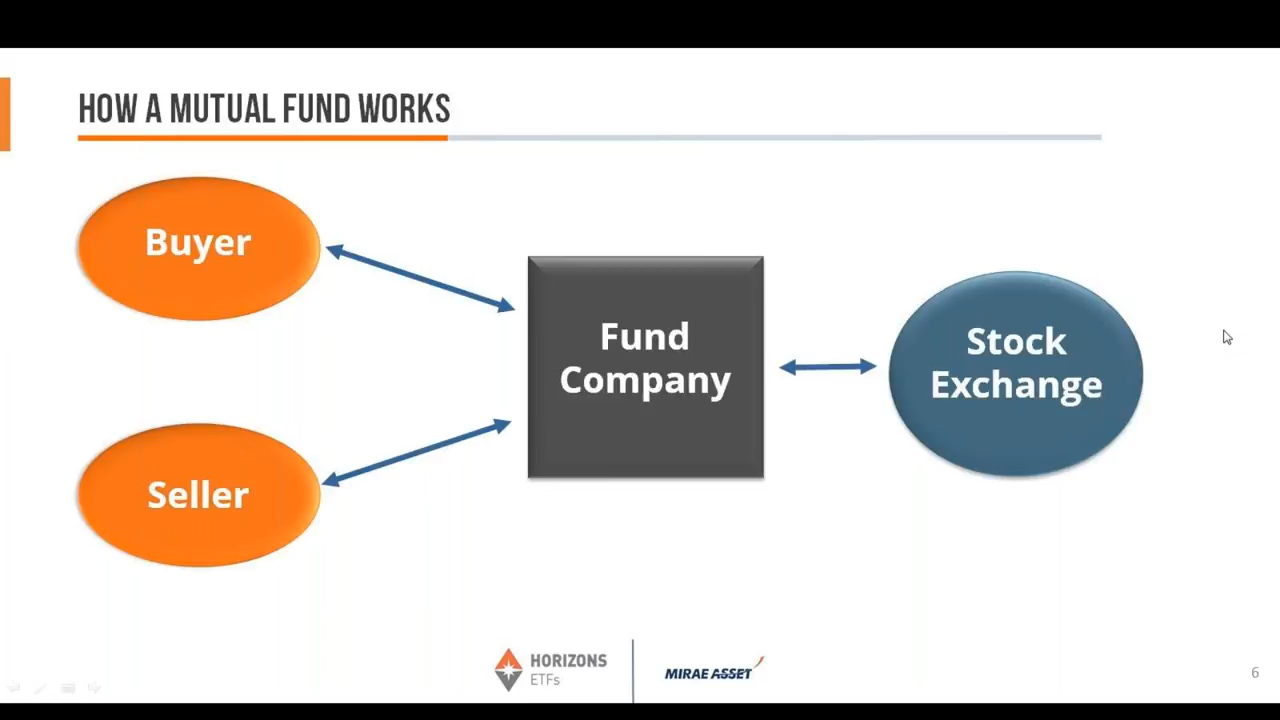 HOW A MUTUAL FUND WORKS
Buyer
Fund
Company
Stock
Exchange
Seller
HORIZONS
ETFs
MIRAE ASSET
6